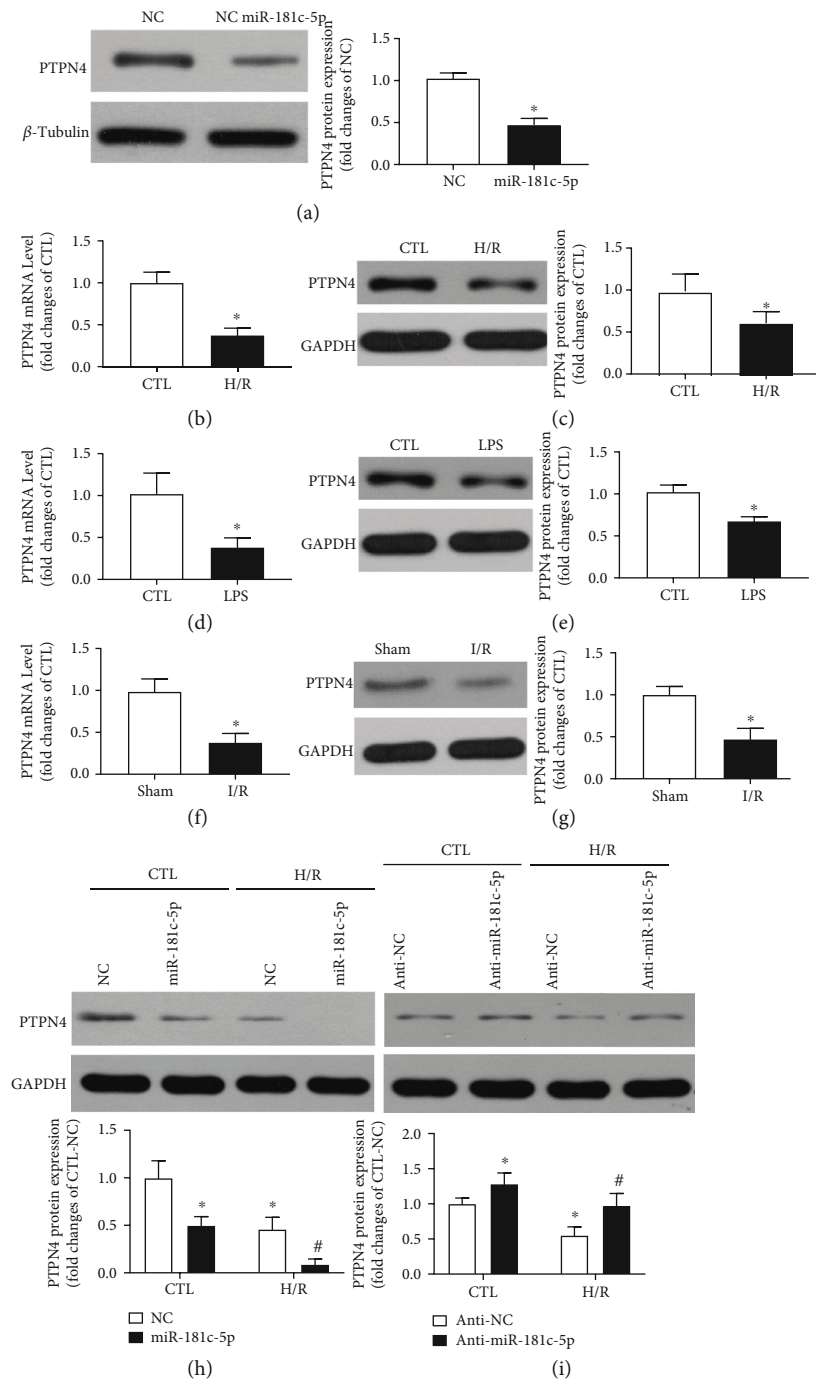 NC NC miR-181c-5p
PTPN4
β-Tubulin
PTPN4 protein expression
(fold changes of NC)
1.5
1.0
0.5
0.0
*
NC miR-181c-5p
(a)
PTPN4 mRNA Level
(fold changes of CTL)
1.5
1.0
0.5
0.0
*
CTL H/R
(b)
CTL H/R
PTPN4
GAPDH
PTPN4 protein expression
(fold changes of CTL)
1.5
1.0
0.5
0.0
*
CTL H/R
(c)
PTPN4 mRNA Level
(fold changes of CTL)
1.5
1.0
0.5
0.0
*
CTL LPS
(d)
CTL LPS
PTPN4
GAPDH
PTPN4 protein expression
(fold changes of CTL)
1.5
1.0
0.5
0.0
*
CTL LPS
(e)
PTPN4 mRNA Level
(fold changes of CTL)
1.5
1.0
0.5
0.0
*
Sham I/R
(f)
Sham I/R
PTPN4
GAPDH
PTPN4 protein expression
(fold changes of CTL)
1.5
1.0
0.5
0.0
*
Sham I/R
(g)
CTL H/R
NC
miR-181c-5p
NC
miR-181c-5p
PTPN4
GAPDH
PTPN4 protein expression
(fold changes of CTL-NC)
1.5
1.0
0.5
0.0
*
*
#
CTL H/R
NC
miR-181c-5p
(h)
CTL H/R
Anti-NC
Anti-miR-181c-5p
Anti-NC
Anti-miR-181c-5p
PTPN4 protein expression
(fold changes of CTL-NC)
2.0
1.5
1.0
0.5
0.0
*
*
#
CTL H/R
Anti-NC
Anti-miR-181c-5p
(i)